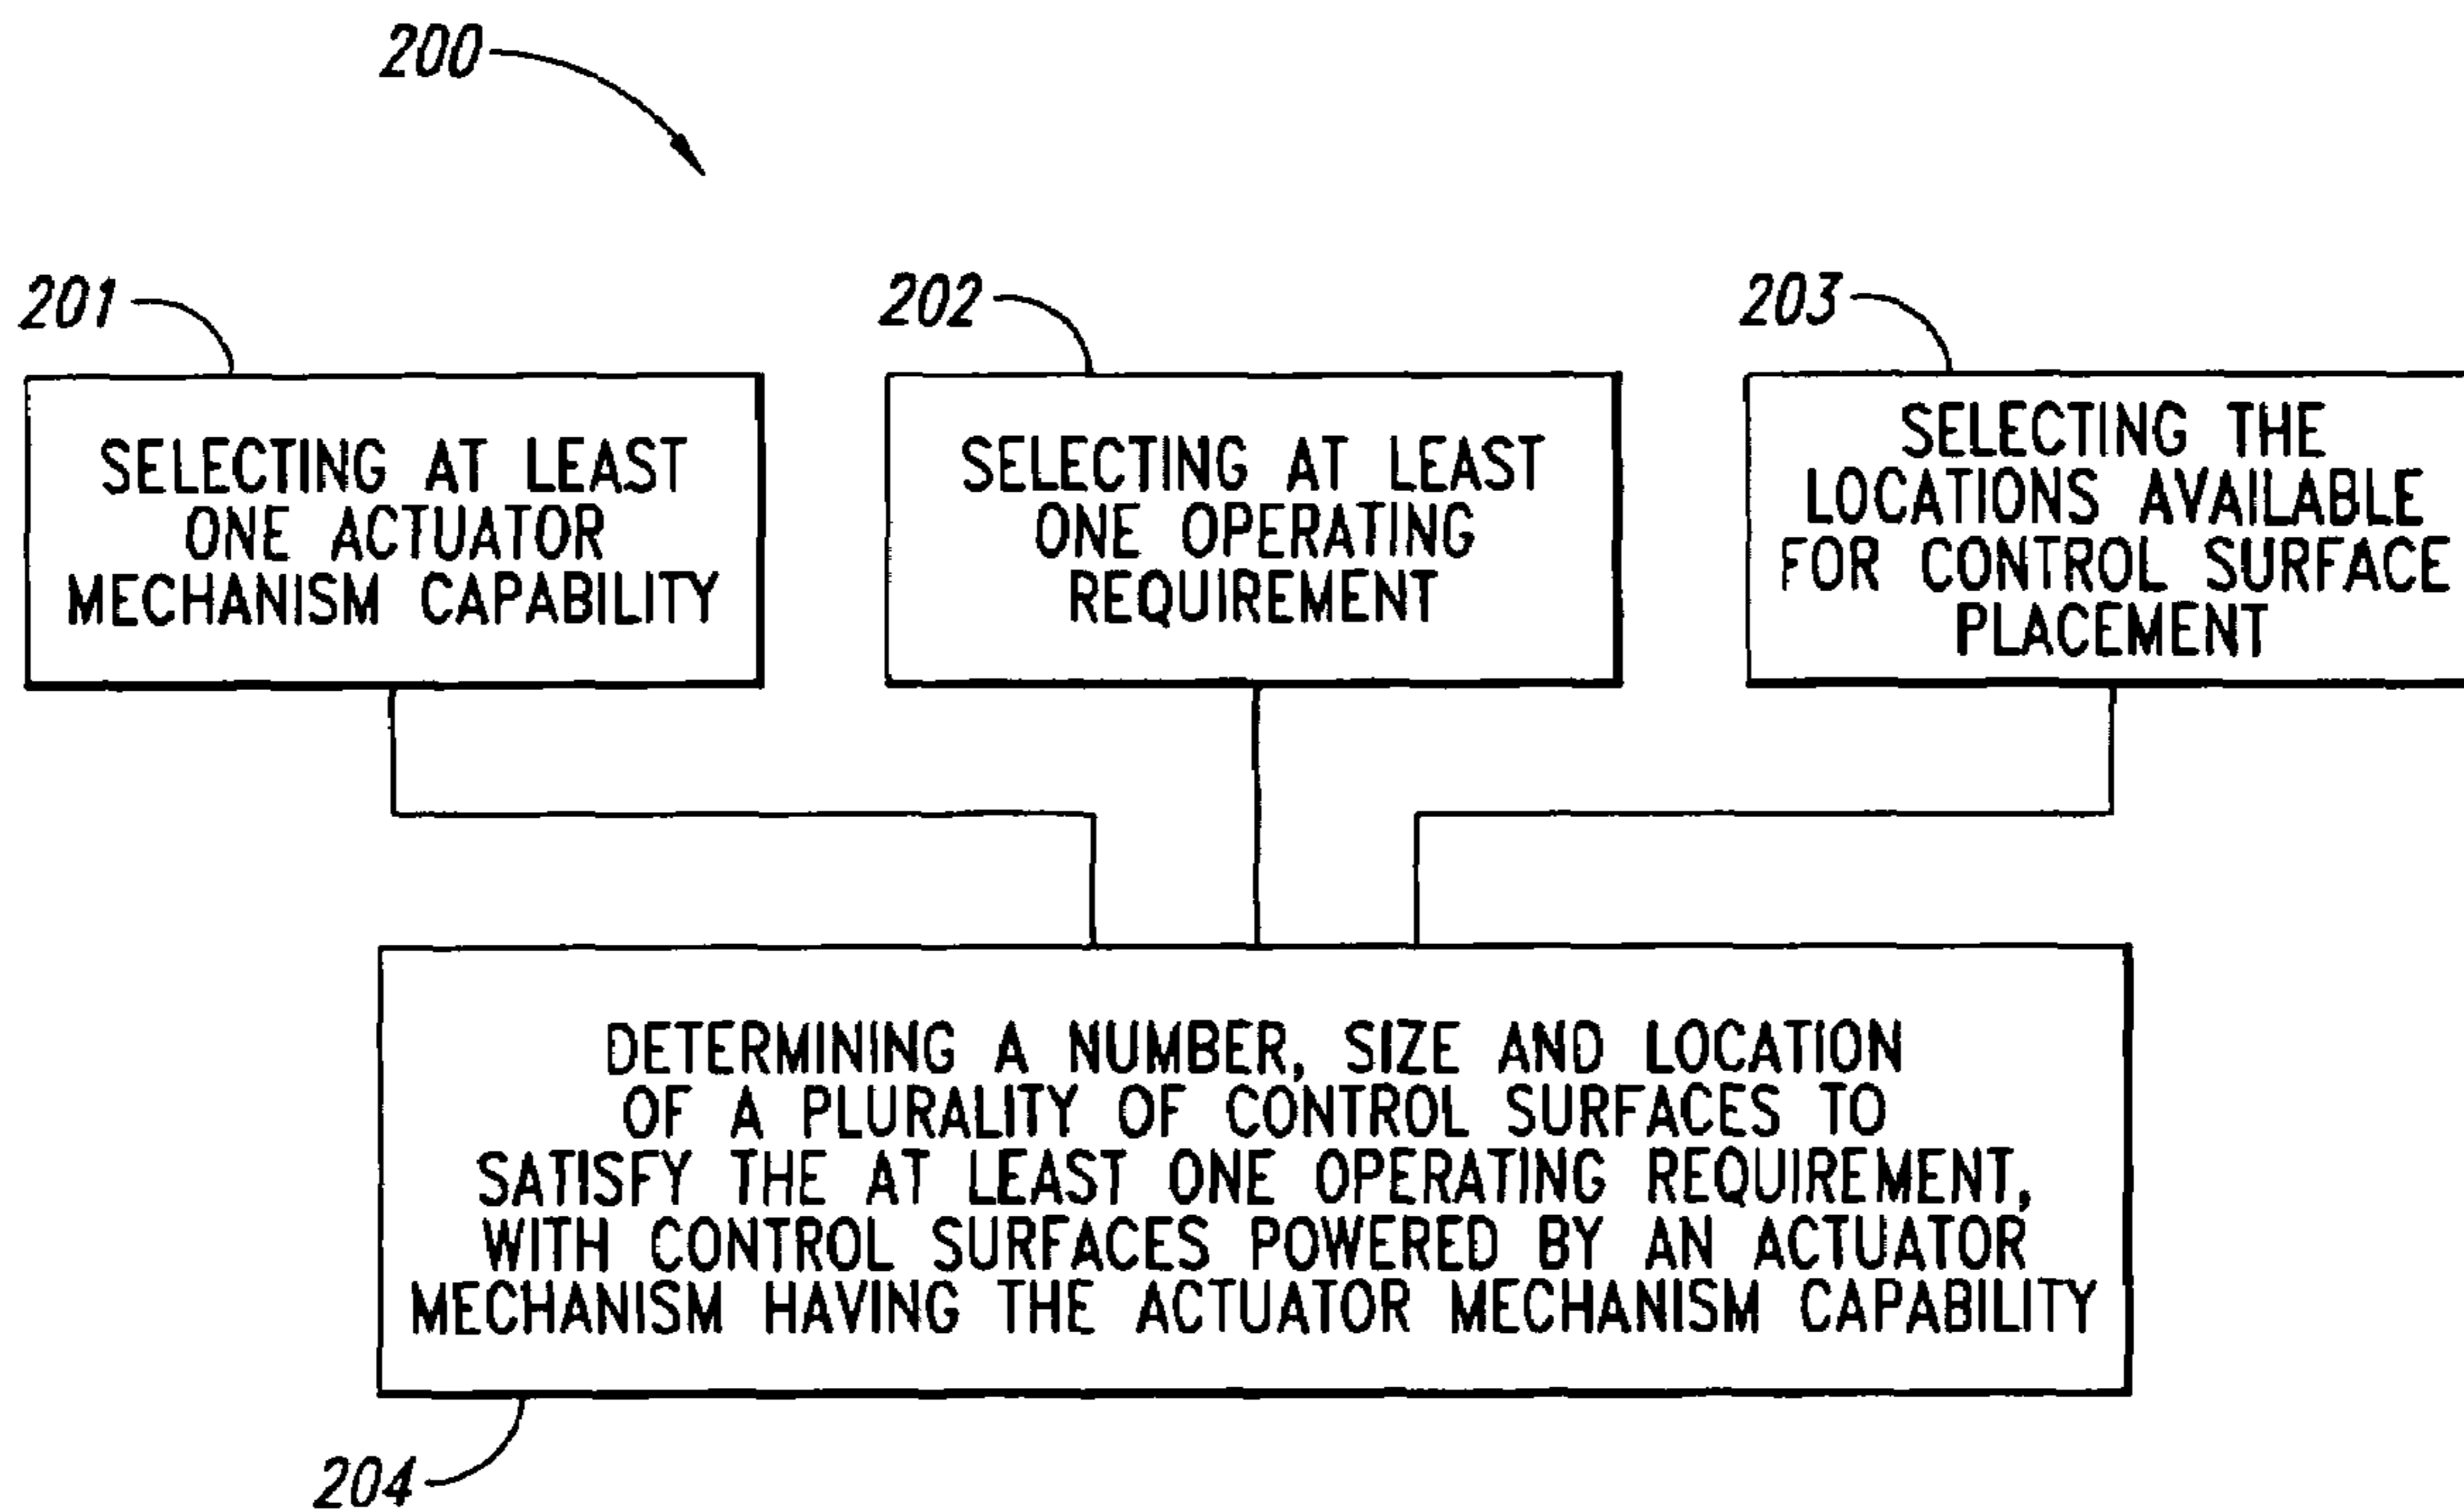 200
201
202
203
SELECTING AT LEAST
ONE ACTUATOR
MECHANISM CAPABILITY
SELECTING AT LEAST
ONE OPERATING
REQUIREMENT
SELECTING THE
LOCATIONS AVAILABLE
FOR CONTROL SURFACE
PLACEMENT
DETERMINING A NUMBER, SIZE AND LOCATION
OF A PLURALITY OF CONTROL SURFACES TO
SATISFY THE AT LEAST ONE OPERATING REQUIREMENT,
WITH CONTROL SURFACES POWERED BY AN ACTUATOR
MECHANISM HAVING THE ACTUATOR MECHANISM CAPABILITY
204